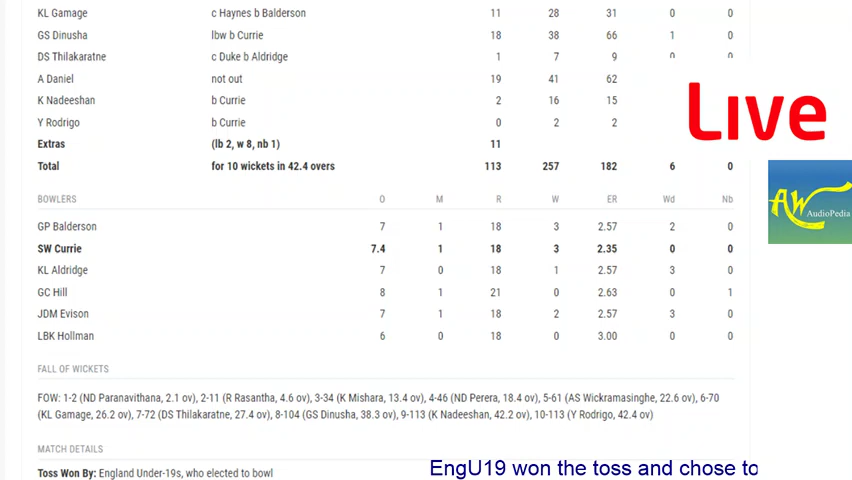 KL Gamage c Haynes b Balderson 11 28 31 0 0
GS Dinusha lbw b Currie 18 38 66 1 0
DS Thilakaratne c Duke b Aldridge 1 7 9 0 0
A Daniel not out 19 41 62
K Nadeeshan b Currie 2 16 15
Y Rodrigo b Currie 0 2 2
Extras (lb 2, w 8, nb 1) 11
Total for 10 wickets in 42.4 overs 113 257 182 6 0
Live
AW AudioPedia
BOWLERS O M R W ER Wd Nb
GP Balderson 7 1 18 3 2.57 2 0
SW Currie 7.4 1 18 3 2.35 0 0
KL Aldridge 7 0 18 1 2.57 3 0
GC Hill 8 1 21 0 2.63 0 1
JDM Evison 7 1 18 2 2.57 3 0
LBK Hollman 6 0 18 0 3.00 0 0
FALL OF WICKETS
FOW: 1-2 (ND Paranavithana, 2.1 ov), 2-11 (R Rasantha, 4.6 ov), 3-34 (K Mishara, 13.4 ov), 4-46 (ND Perera, 18.4 ov), 5-61 (AS Wickramasinghe, 22.6 ov), 6-70
(KL Gamage, 26.2 ov), 7-72 (DS Thilakaratne, 27.4 ov), 8-104 (GS Dinusha, 38.3 ov), 9-113 (K Nadeeshan, 42.2 ov), 10-113 (Y Rodrigo, 42.4 ov)
MATCH DETAILS
Toss Won By: England Under-19s, who elected to bowl
EngU19 won the toss and chose to